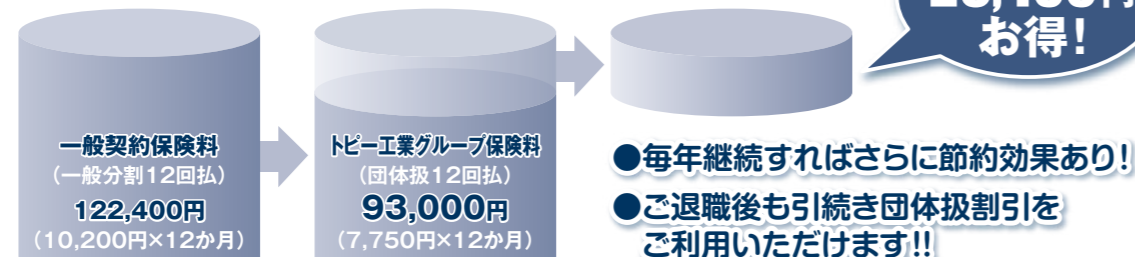 お得!
一般契約保険料
(一般分割12回払)
122,400円
(10,200円×12か月)
トピー工業グループ保険料
(団体扱12回払)
93,000円
(7,750円×12か月)
●毎年継続すればさらに節約効果あり!
●ご退職後も引続き団体扱割引を
ご利用いただけます!!